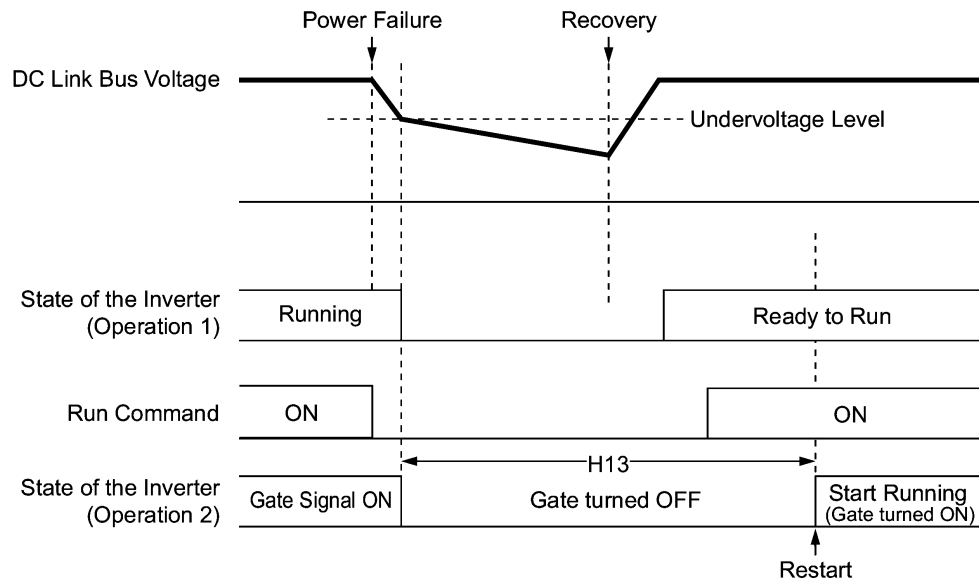 Power Failure
Recovery
DC Link Bus Voltage
Undervoltage Level
State of the Inverter
(Operation 1)
Running
Ready to Run
Run Command
ON
ON
H13
State of the Inverter
(Operation 2)
Gate Signal ON
Gate turned OFF
Start Running
(Gate turned ON)
Restart